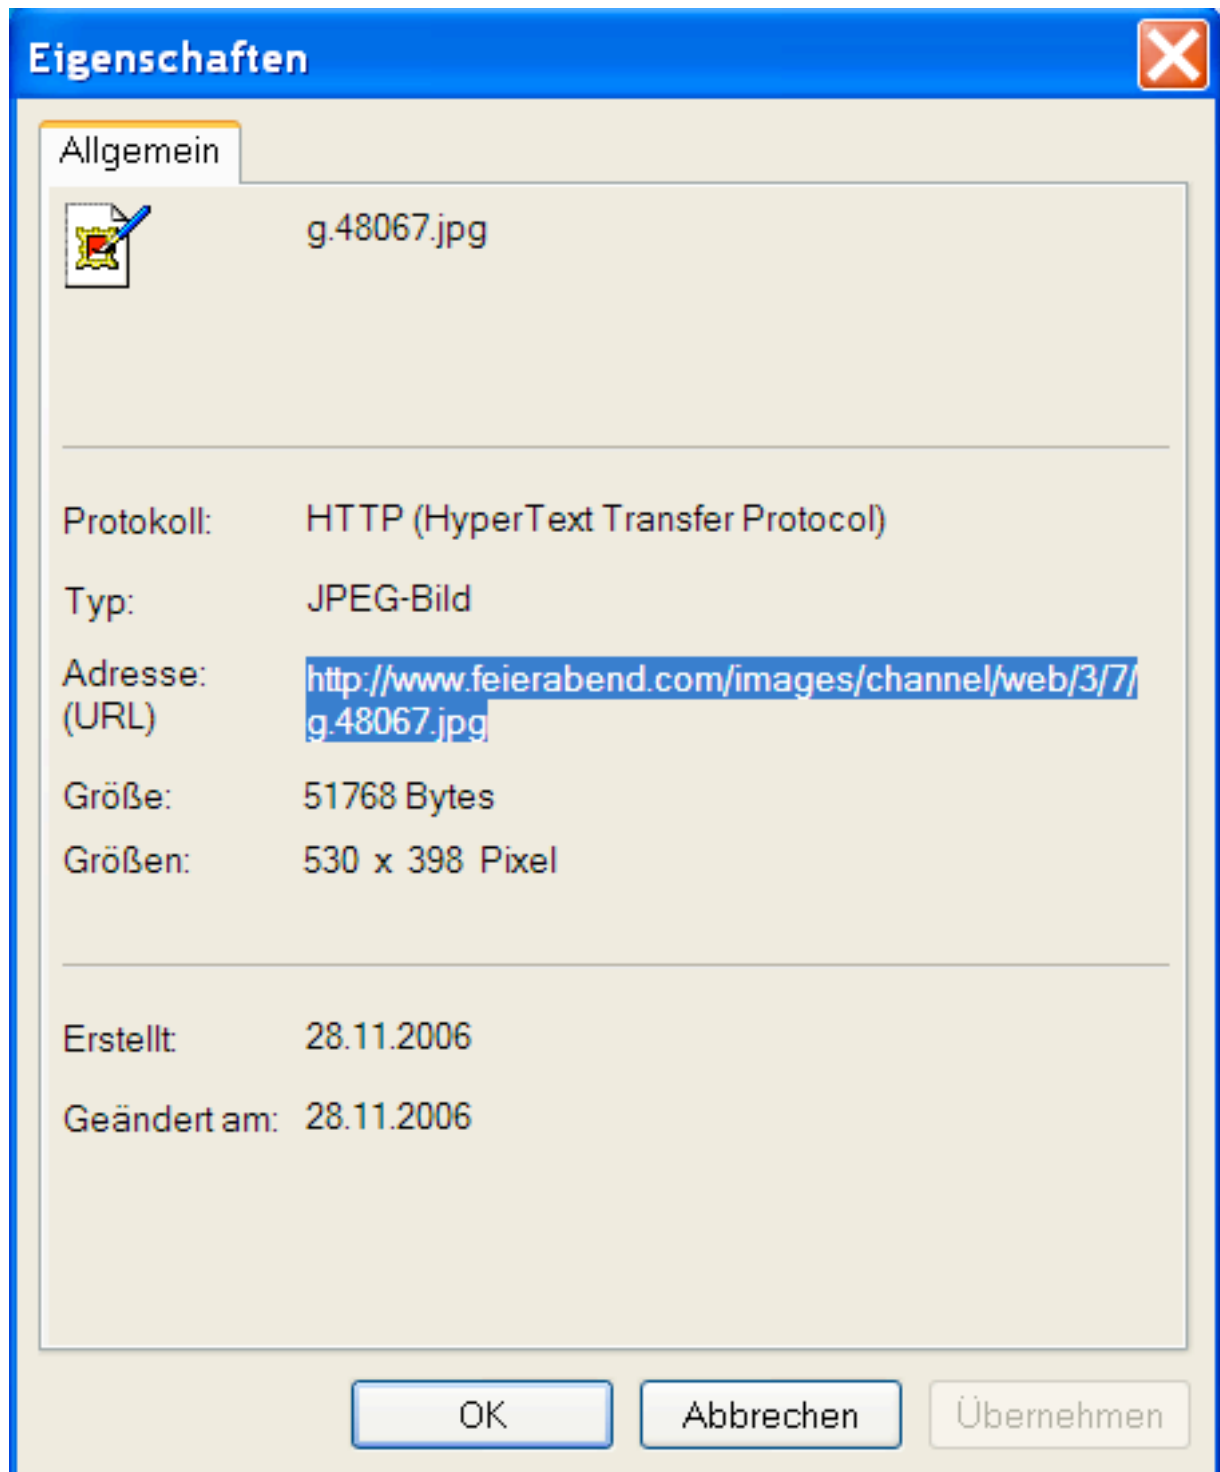 Eigenschaften
Allgemein
g.48067.jpg
Protokoll: HTTP (HyperText Transfer Protocol)
Typ: JPEG-Bild
Adresse: http://www.feierabend.com/images/channel/web/3/7/
(URL) g.48067.jpg
Größe: 51768 Bytes
Größen: 530 x 398 Pixel
Erstellt: 28.11.2006
Geändert am: 28.11.2006
OK Abbrechen Übernehmen